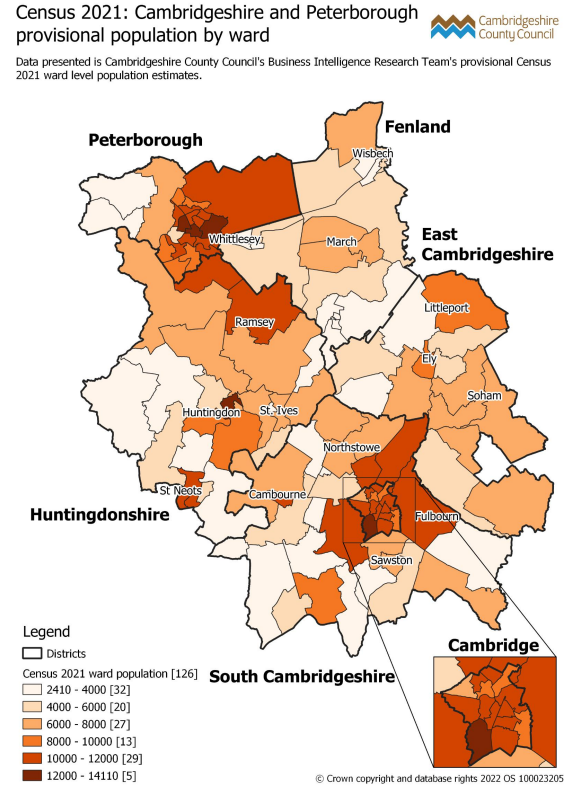 Census 2021: Cambridgeshire and Peterborough
provisional population by ward
Cambridgeshire
County Council
Data presented is Cambridgeshire County Council's Business Intelligence Research Team's provisional Census
2021 ward level population estimates.
Peterborough
Fenland
Wisbech
Whittlesey
March
East
Cambridgeshire
Littleport
Ramsey
Ely
Soham
Huntingdon
St. Ives
Northstowe
St Neots
Cambourne
Huntingdonshire
Fulbourn
Sawston
Legend
Districts
Cambridge
Census 2021 ward population [126]
South Cambridgeshire
2410 - 4000 [32]
4000 - 6000 [20]
6000 - 8000 [27]
8000 - 10000 [13]
10000 - 12000 [29]
12000 - 14110 [5]
© Crown copyright and database rights 2022 OS 100023205